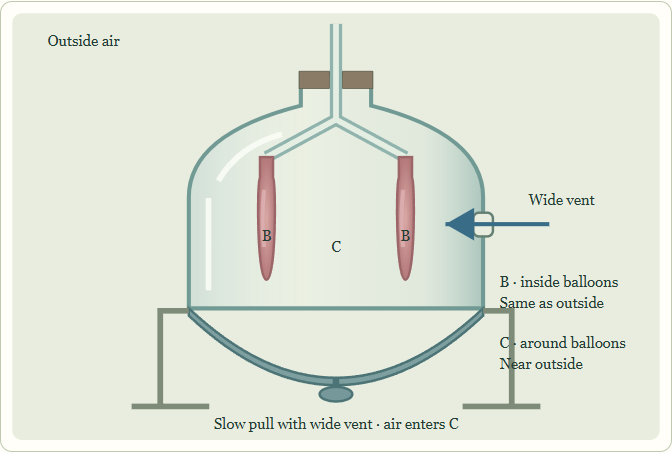 Outside air
Wide vent
B
B
C
B · inside balloons
Same as outside
C · around balloons
Near outside
Slow pull with wide vent · air enters C